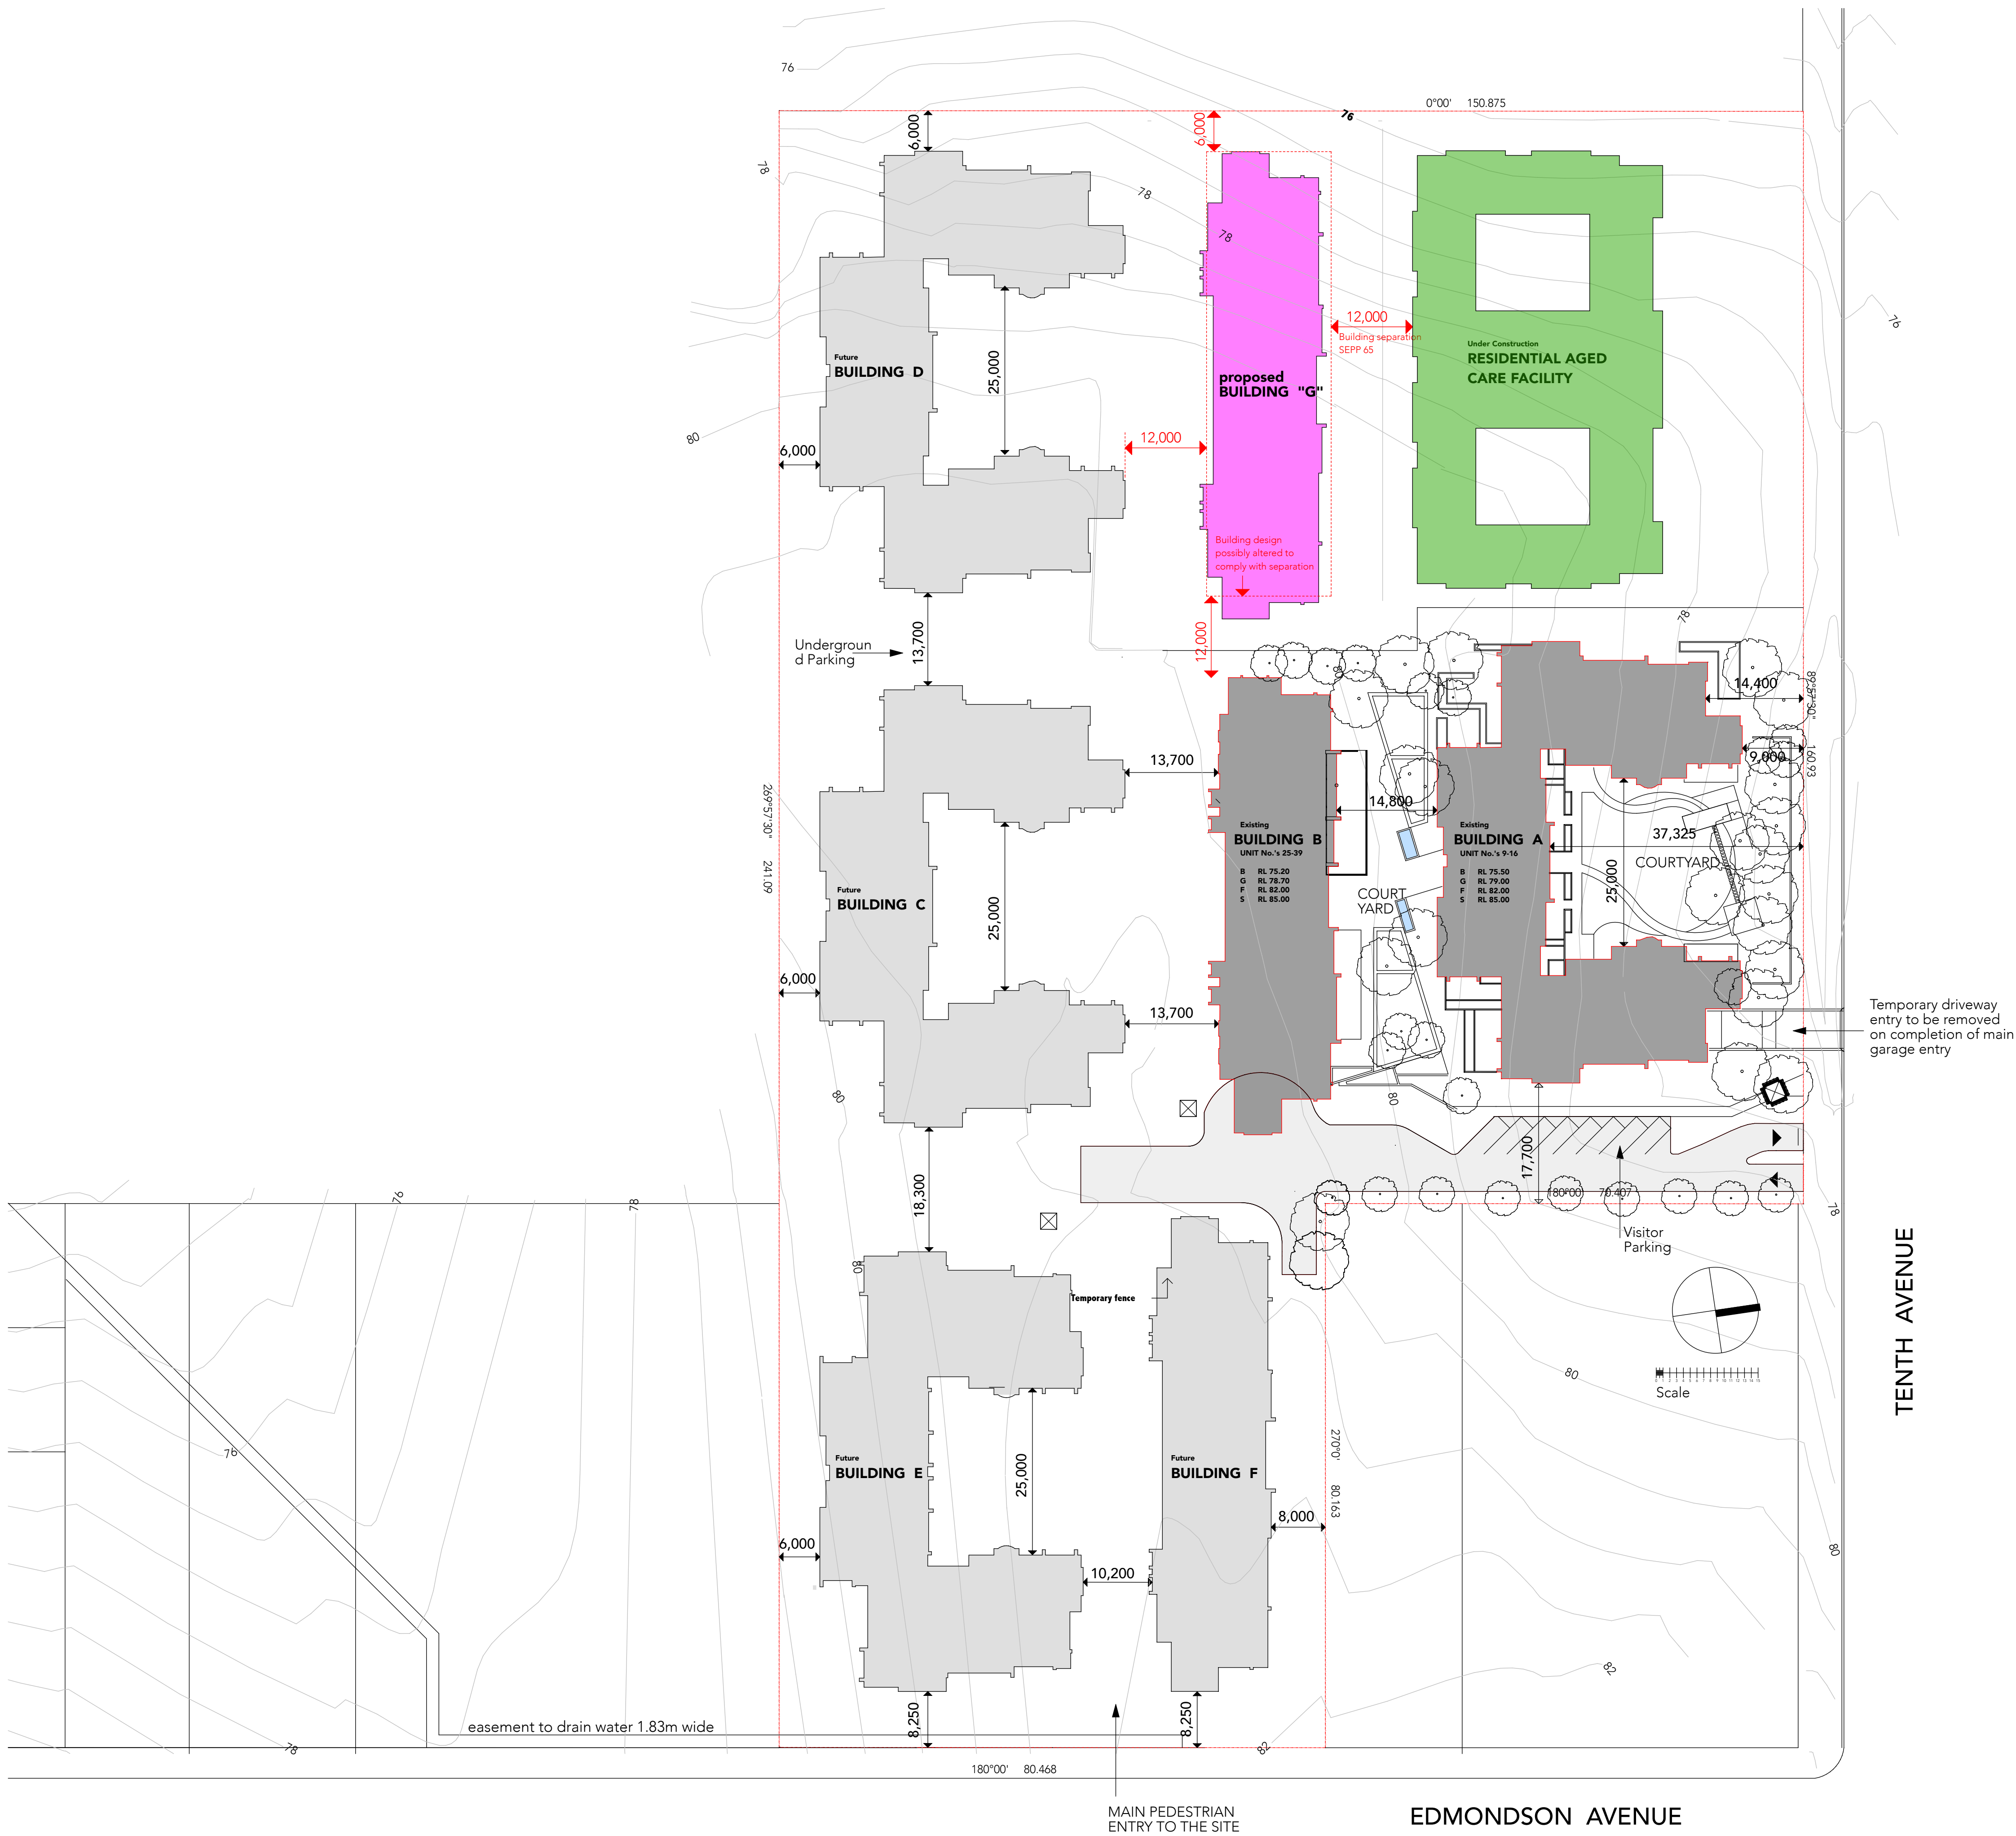 76
0°00' 150.875
76
6,000
6,000
78
78
78
76
Future
BUILDING D
25,000
12,000
Building separation
SEPP 65
Under Construction
RESIDENTIAL AGED
CARE FACILITY
proposed
BUILDING "G"
80
6,000
12,000
Building design
possibly altered to
comply with separation
78
Undergroun
d Parking
13,700
12,000
80
14,400
89°57'30" 160.93
9,000
13,700
14,800
269°57'30" 241.09
Existing
BUILDING B
UNIT No.'s 25-39
B RL 75.20
G RL 78.70
F RL 82.00
S RL 85.00
Existing
BUILDING A
UNIT No.'s 9-16
B RL 75.50
G RL 79.00
F RL 82.00
S RL 85.00
37,325
COURTYARD
25,000
COURT
YARD
Future
BUILDING C
25,000
6,000
13,700
Temporary driveway
entry to be removed
on completion of main
garage entry
80
80
17,700
18,300
76
78
180°00' 70.407
78
Visitor
Parking
80
Temporary fence
TENTH AVENUE
80
Scale
76
Future
BUILDING E
25,000
Future
BUILDING F
270°0' 80.163
8,000
6,000
10,200
80
82
8,250
8,250
easement to drain water 1.83m wide
78
82
180°00' 80.468
MAIN PEDESTRIAN
ENTRY TO THE SITE
EDMONDSON AVENUE